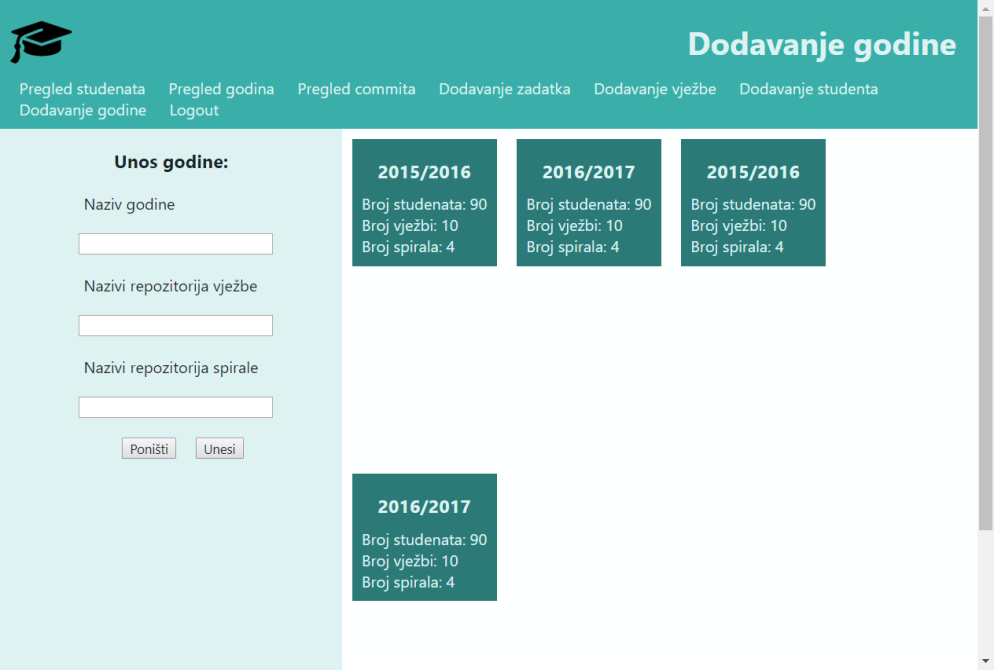 Dodavanje godine
Pregled studenata Pregled godina Pregled commita Dodavanje zadatka Dodavanje vježbe Dodavanje studenta
Dodavanje godine Logout
Unos godine:
Naziv godine
Nazivi repozitorija vježbe
Nazivi repozitorija spirale
Poništi Unesi
2015/2016
Broj studenata: 90
Broj vježbi: 10
Broj spirala: 4
2016/2017
Broj studenata: 90
Broj vježbi: 10
Broj spirala: 4
2015/2016
Broj studenata: 90
Broj vježbi: 10
Broj spirala: 4
2016/2017
Broj studenata: 90
Broj vježbi: 10
Broj spirala: 4